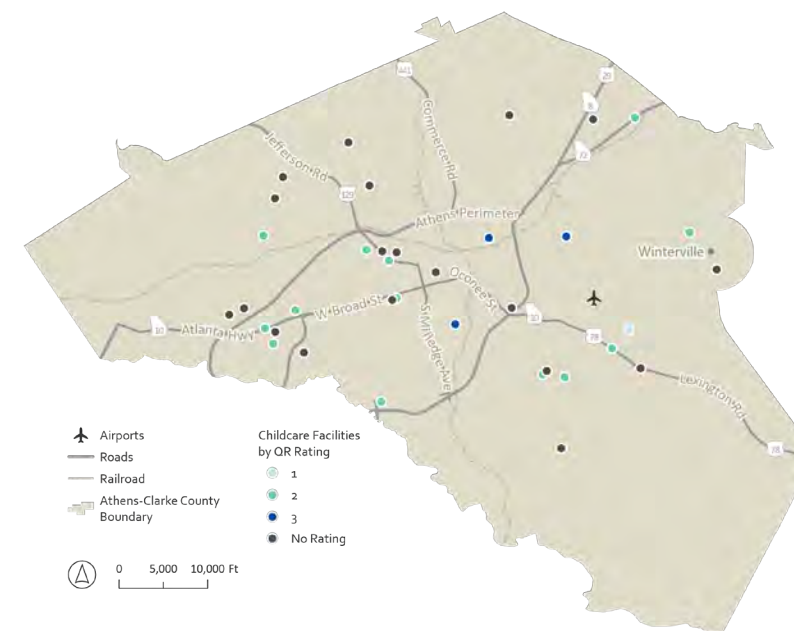 441
29
8
72
Commerce Rd
Jefferson Rd
129
Athens Perimeter
Winterville
Oconee St
W Broad St
10
Atlanta Hwy
S Milledge Ave
10
78
Lexington Rd
78
Airports
Roads
Railroad
Athens-Clarke County
Boundary
Childcare Facilities
by QR Rating
1
2
3
No Rating
0 5,000 10,000 Ft